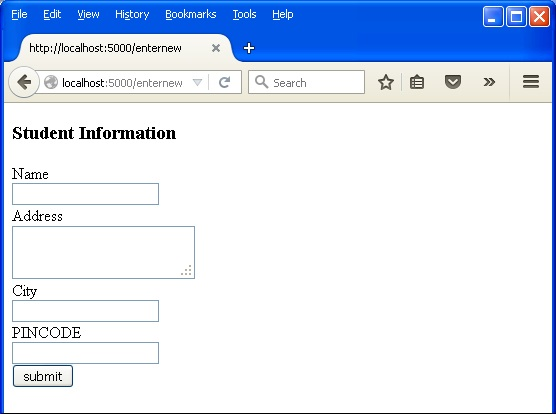 File Edit View History Bookmarks Tools Help
http://localhost:5000/enternew
localhost:5000/enternew Search
Student Information
Name
Address
City
PINCODE
submit